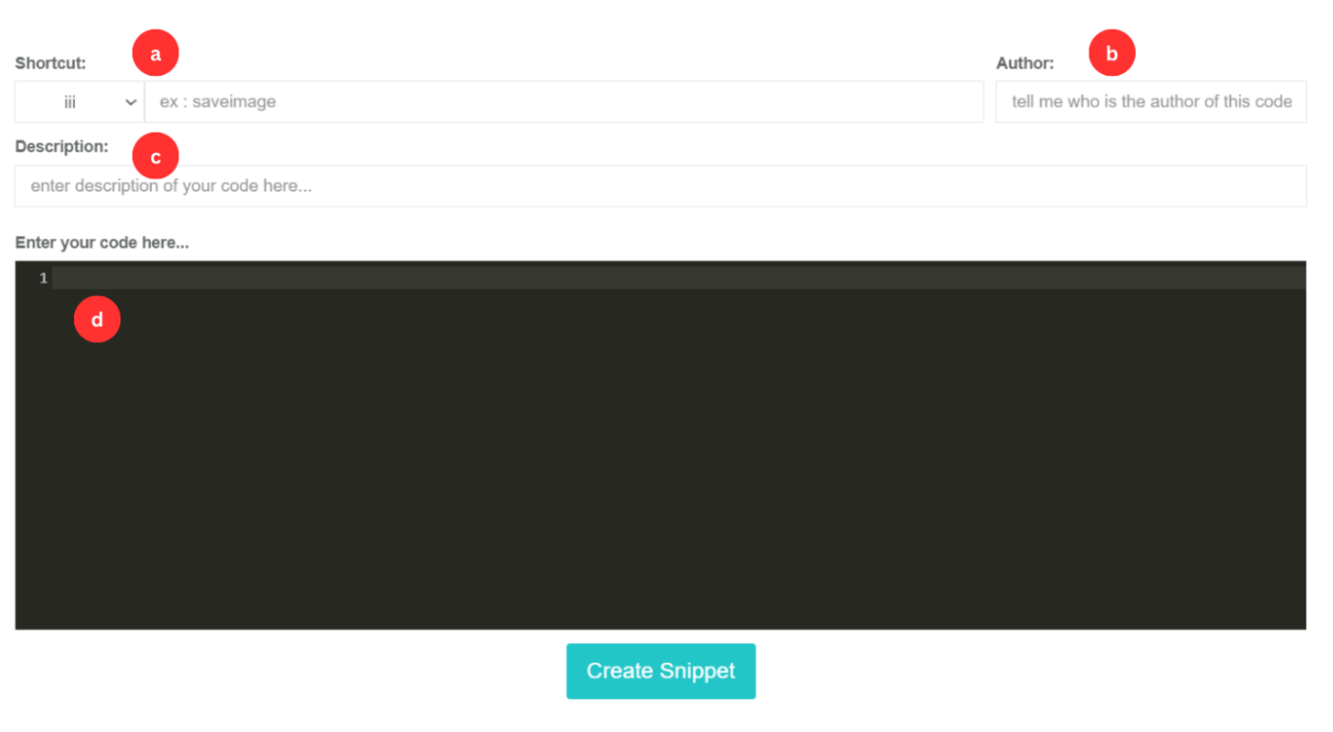 a
b
Shortcut:
Author:
iii
ex : saveimage
tell me who is the author of this code
Description:
c
enter description of your code here...
Enter your code here...
1
d
Create Snippet